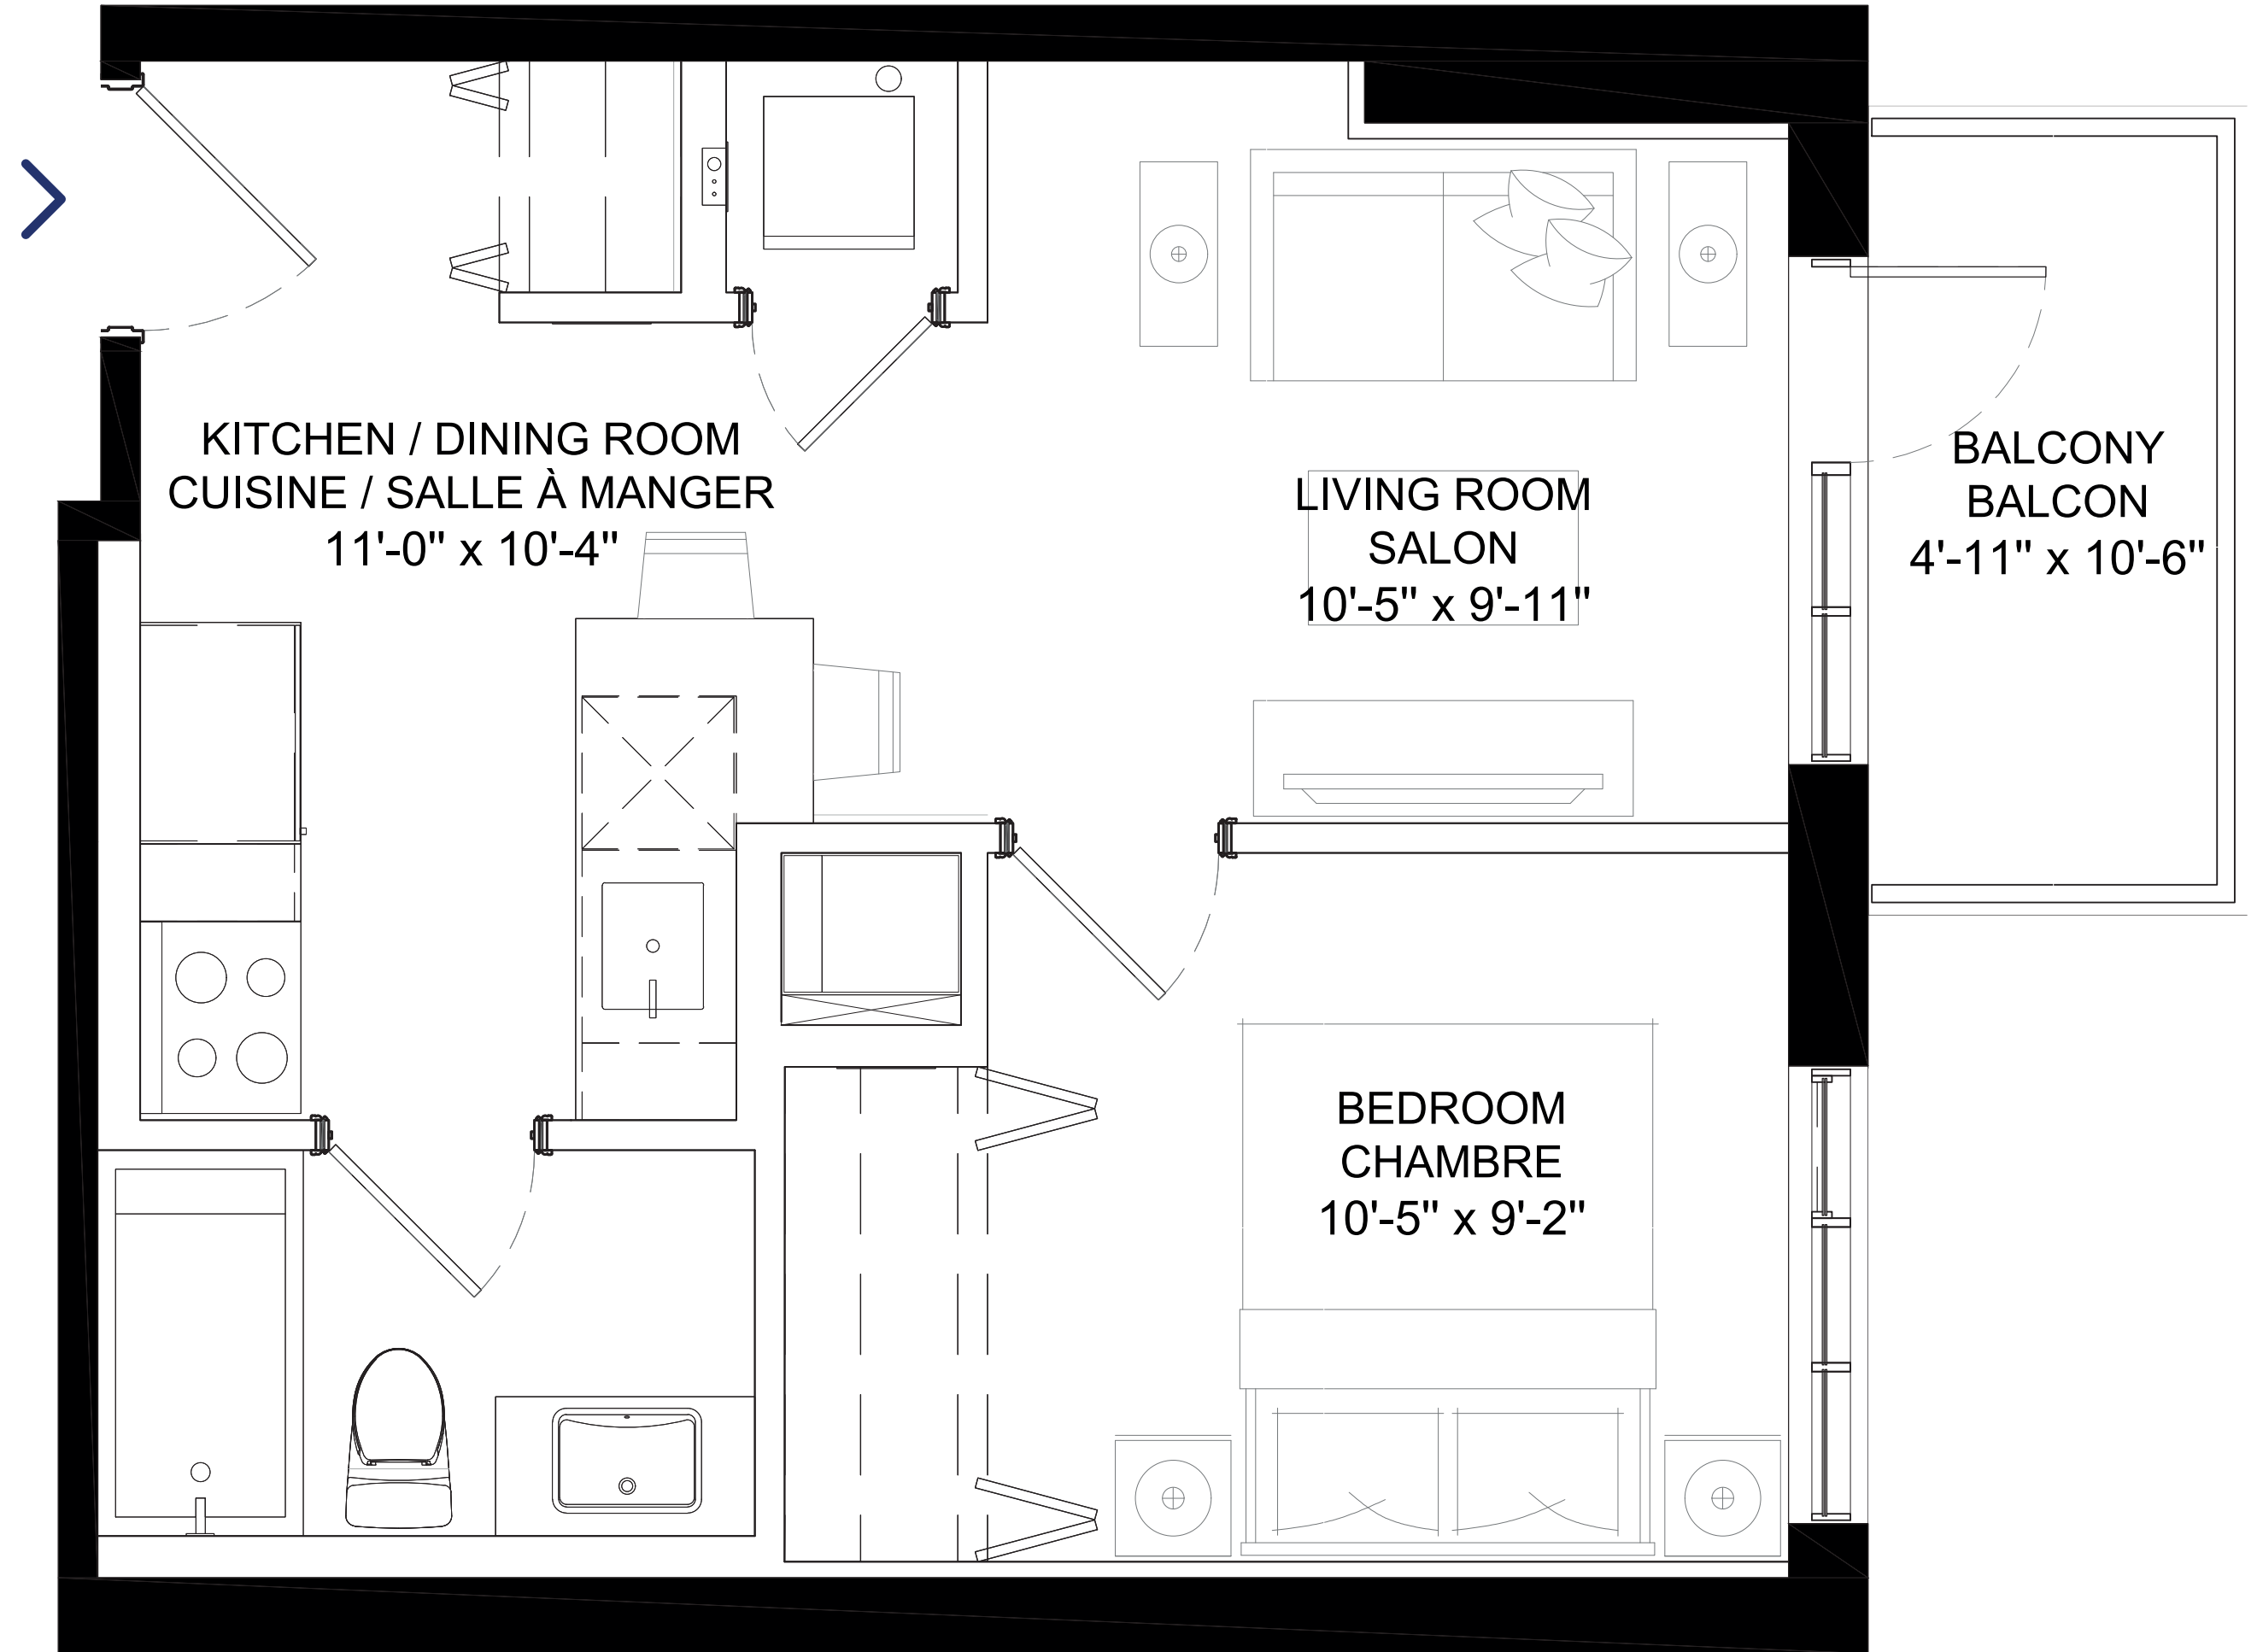 KITCHEN / DINING ROOM
CUISINE / SALLE À MANGER
11'-0" x 10'-4"
LIVING ROOM
SALON
10'-5" x 9'-11"
BALCONY
BALCON
4'-11" x 10'-6"
BEDROOM
CHAMBRE
10'-5" x 9'-2"